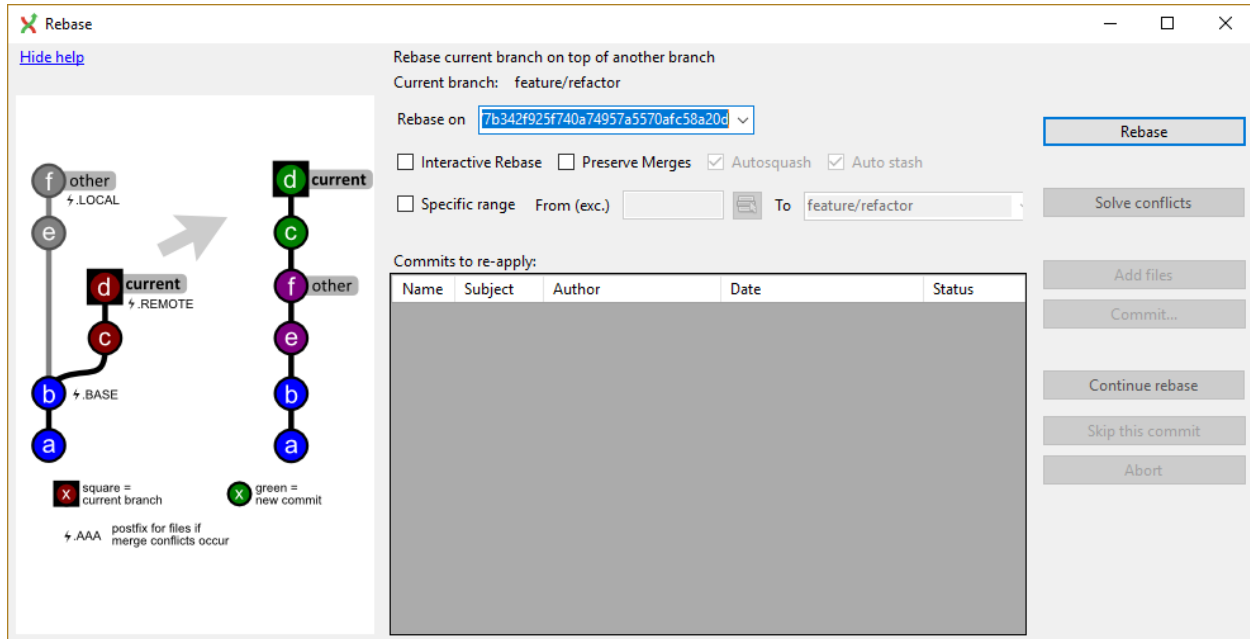 Rebase
Hide help
Rebase current branch on top of another branch
Current branch: feature/refactor
Rebase on 7b342f925f740a74957a5570afc58a20d
Rebase
Interactive Rebase Preserve Merges Autosquash Auto stash
Specific range From (exc.) To feature/refactor
Solve conflicts
Commits to re-apply:
Name Subject Author Date Status
Add files
Commit...
Continue rebase
Skip this commit
Abort
f other
.LOCAL
e
d current
.REMOTE
c
b .BASE
a
d current
c
f other
e
b
a
x square =
current branch
x green =
new commit
.AAA postfix for files if
merge conflicts occur